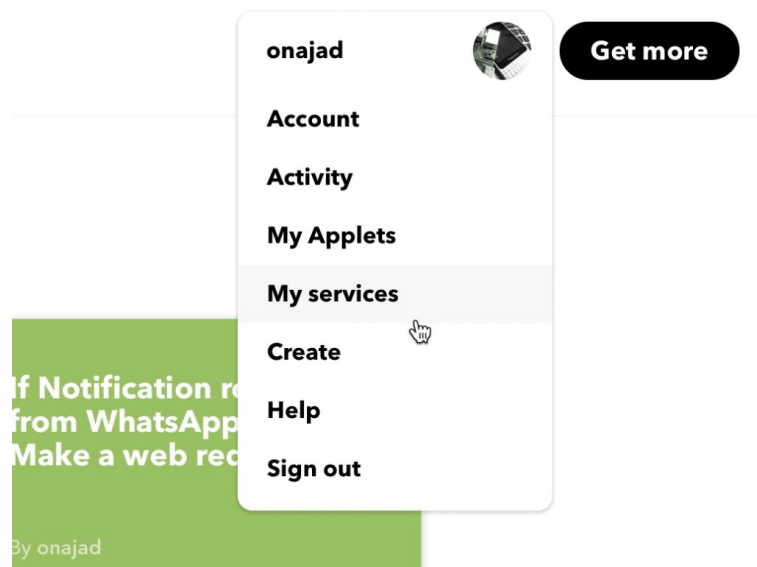 onajad
Get more
Account
Activity
My Applets
My services
Create
Help
Sign out
If Notification
from WhatsApp
Make a web
By onajad